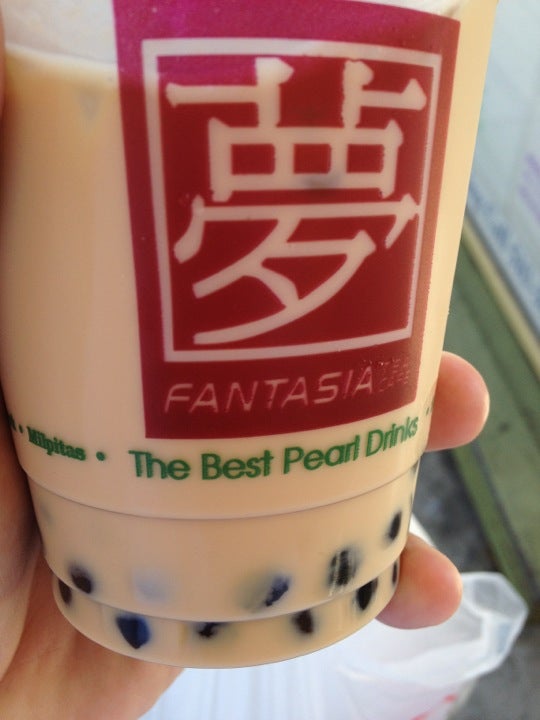 夢
FANTASIA
• Milpitas •
The Best Pearl Drinks